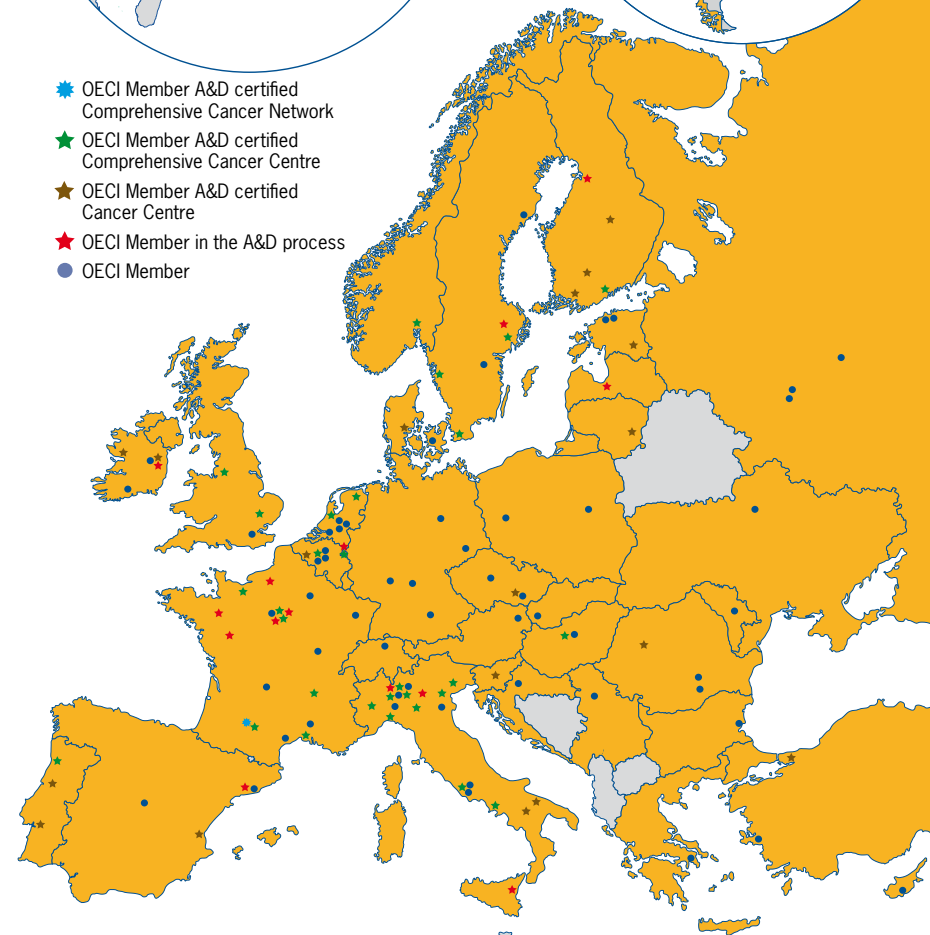 OECI Member A&D certified
Comprehensive Cancer Network
OECI Member A&D certified
Comprehensive Cancer Centre
OECI Member A&D certified
Cancer Centre
OECI Member in the A&D process
OECI Member